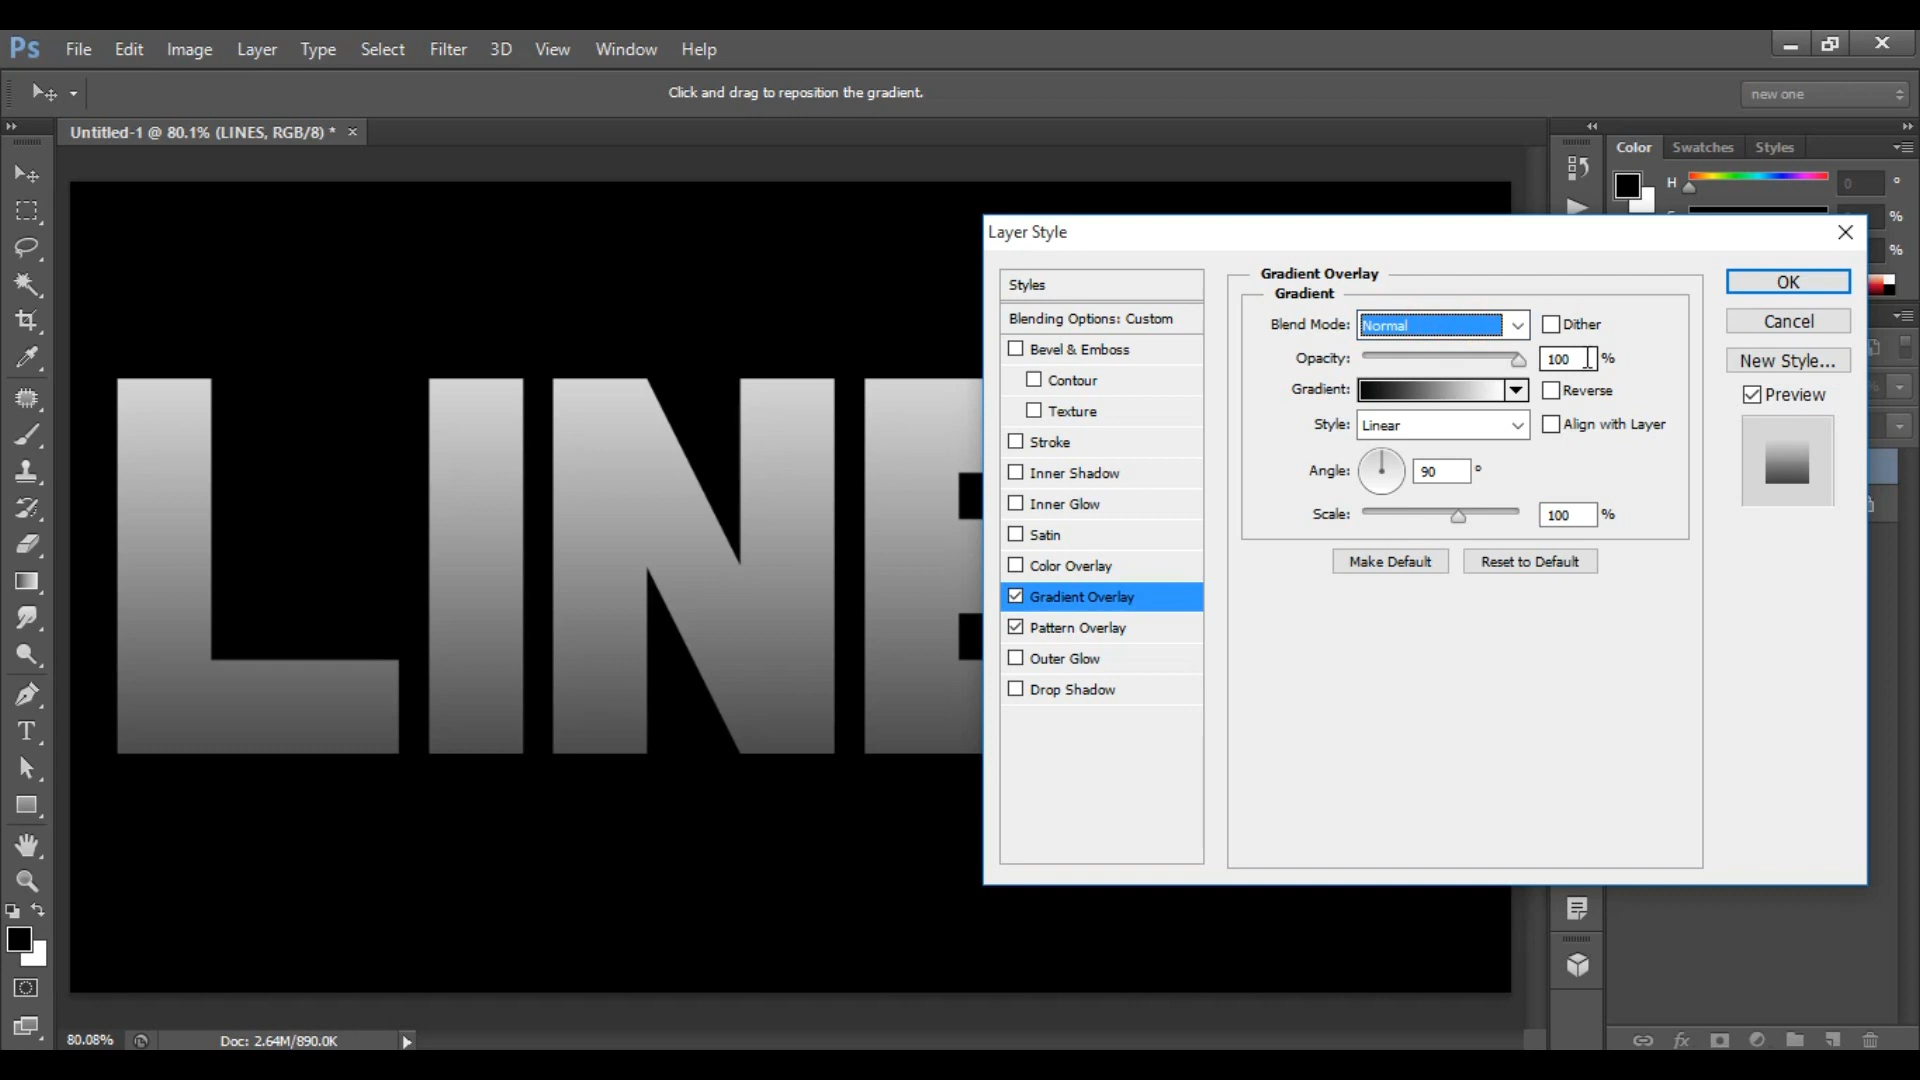 Ps File Edit Image Layer Type Select Filter 3D View Window Help
Click and drag to reposition the gradient.
new one
Untitled-1 @ 80.1% (LINES, RGB/8) * ×
Color Swatches Styles
H 0 °
%
%
LINE
Layer Style
Styles
Blending Options: Custom
Bevel & Emboss
Contour
Texture
Stroke
Inner Shadow
Inner Glow
Satin
Color Overlay
Gradient Overlay
Pattern Overlay
Outer Glow
Drop Shadow
Gradient Overlay
Gradient
Blend Mode: Normal Dither
Opacity: 100 %
Gradient: Reverse
Style: Linear Align with Layer
Angle: 90 °
Scale: 100 %
Make Default Reset to Default
OK
Cancel
New Style...
Preview
T
fx
80.08% Doc: 2.64M/890.0K